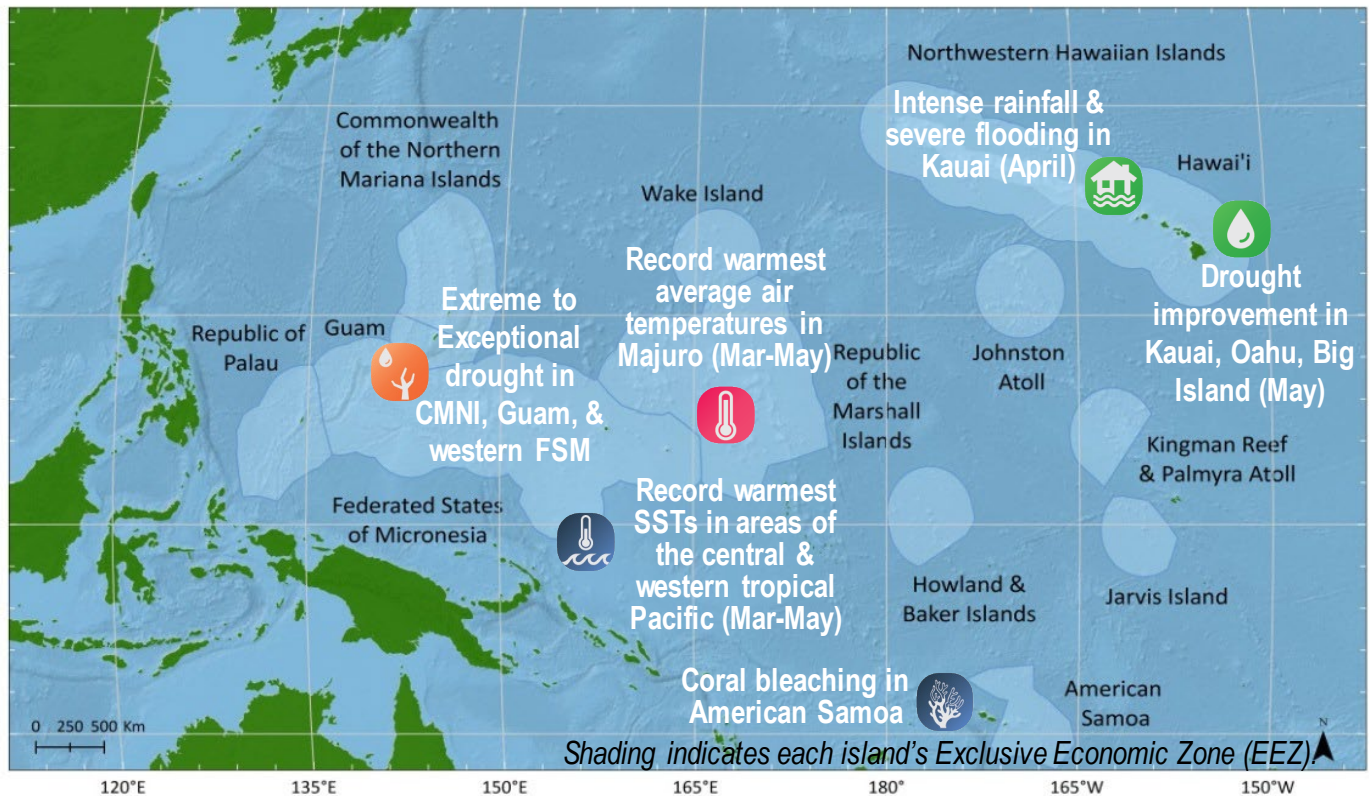 Northwestern Hawaiian Islands
Intense rainfall &
severe flooding in
Kauai (April)
Hawai'i
Commonwealth
of the Northern
Mariana Islands
Wake Island
Record warmest
average air
temperatures in
Majuro (Mar-May)
Drought
improvement in
Kauai, Oahu, Big
Island (May)
Extreme to
Exceptional
drought in
CMNI, Guam, &
western FSM
Republic of
Palau
Guam
Republic
of the
Marshall
Islands
Johnston
Atoll
Kingman Reef
& Palmyra Atoll
Federated States
of Micronesia
Record warmest
SSTs in areas of
the central &
western tropical
Pacific (Mar-May)
Howland &
Baker Islands
Jarvis Island
Coral bleaching in
American Samoa
American
Samoa
0 250 500 Km
N
Shading indicates each island's Exclusive Economic Zone (EEZ).
120°E 135°E 150°E 165°E 180° 165°W 150°W